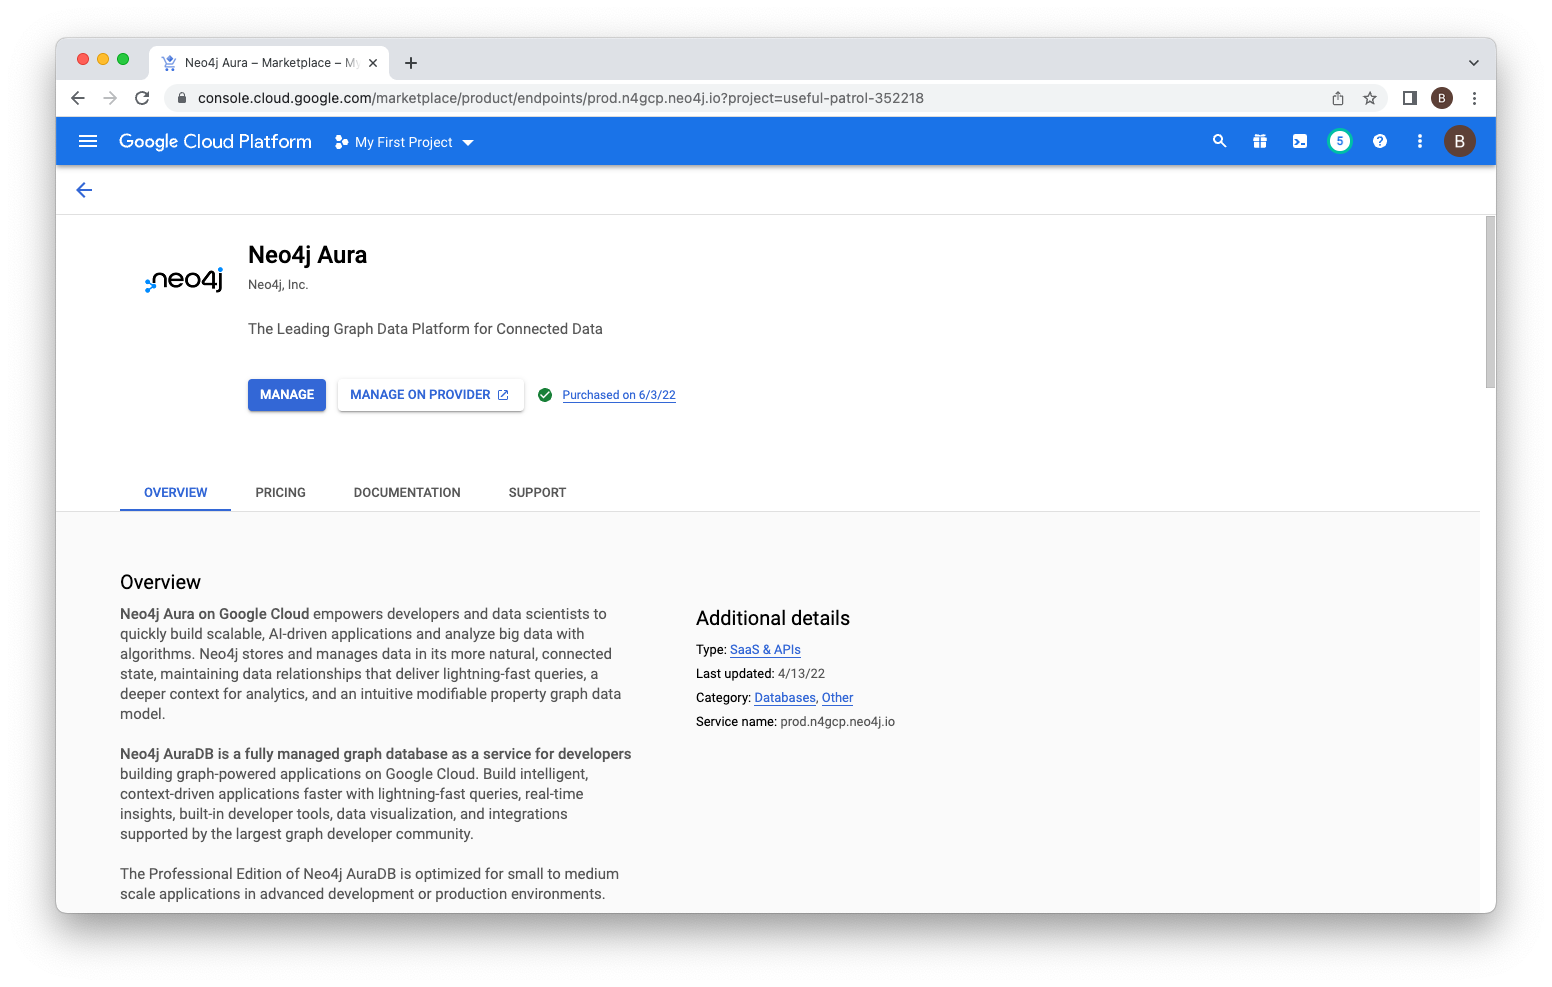 Neo4j Aura – Marketplace – My
console.cloud.google.com/marketplace/product/endpoints/prod.n4gcp.neo4j.io?project=useful-patrol-352218
B
Google Cloud Platform
My First Project
5
B
neo4j
Neo4j Aura
Neo4j, Inc.
The Leading Graph Data Platform for Connected Data
MANAGE
MANAGE ON PROVIDER
Purchased on 6/3/22
OVERVIEW
PRICING
DOCUMENTATION
SUPPORT
Overview
Neo4j Aura on Google Cloud empowers developers and data scientists to
quickly build scalable, AI-driven applications and analyze big data with
algorithms. Neo4j stores and manages data in its more natural, connected
state, maintaining data relationships that deliver lightning-fast queries, a
deeper context for analytics, and an intuitive modifiable property graph data
model.
Neo4j AuraDB is a fully managed graph database as a service for developers
building graph-powered applications on Google Cloud. Build intelligent,
context-driven applications faster with lightning-fast queries, real-time
insights, built-in developer tools, data visualization, and integrations
supported by the largest graph developer community.
The Professional Edition of Neo4j AuraDB is optimized for small to medium
scale applications in advanced development or production environments.
Additional details
Type: SaaS & APIs
Last updated: 4/13/22
Category: Databases, Other
Service name: prod.n4gcp.neo4j.io